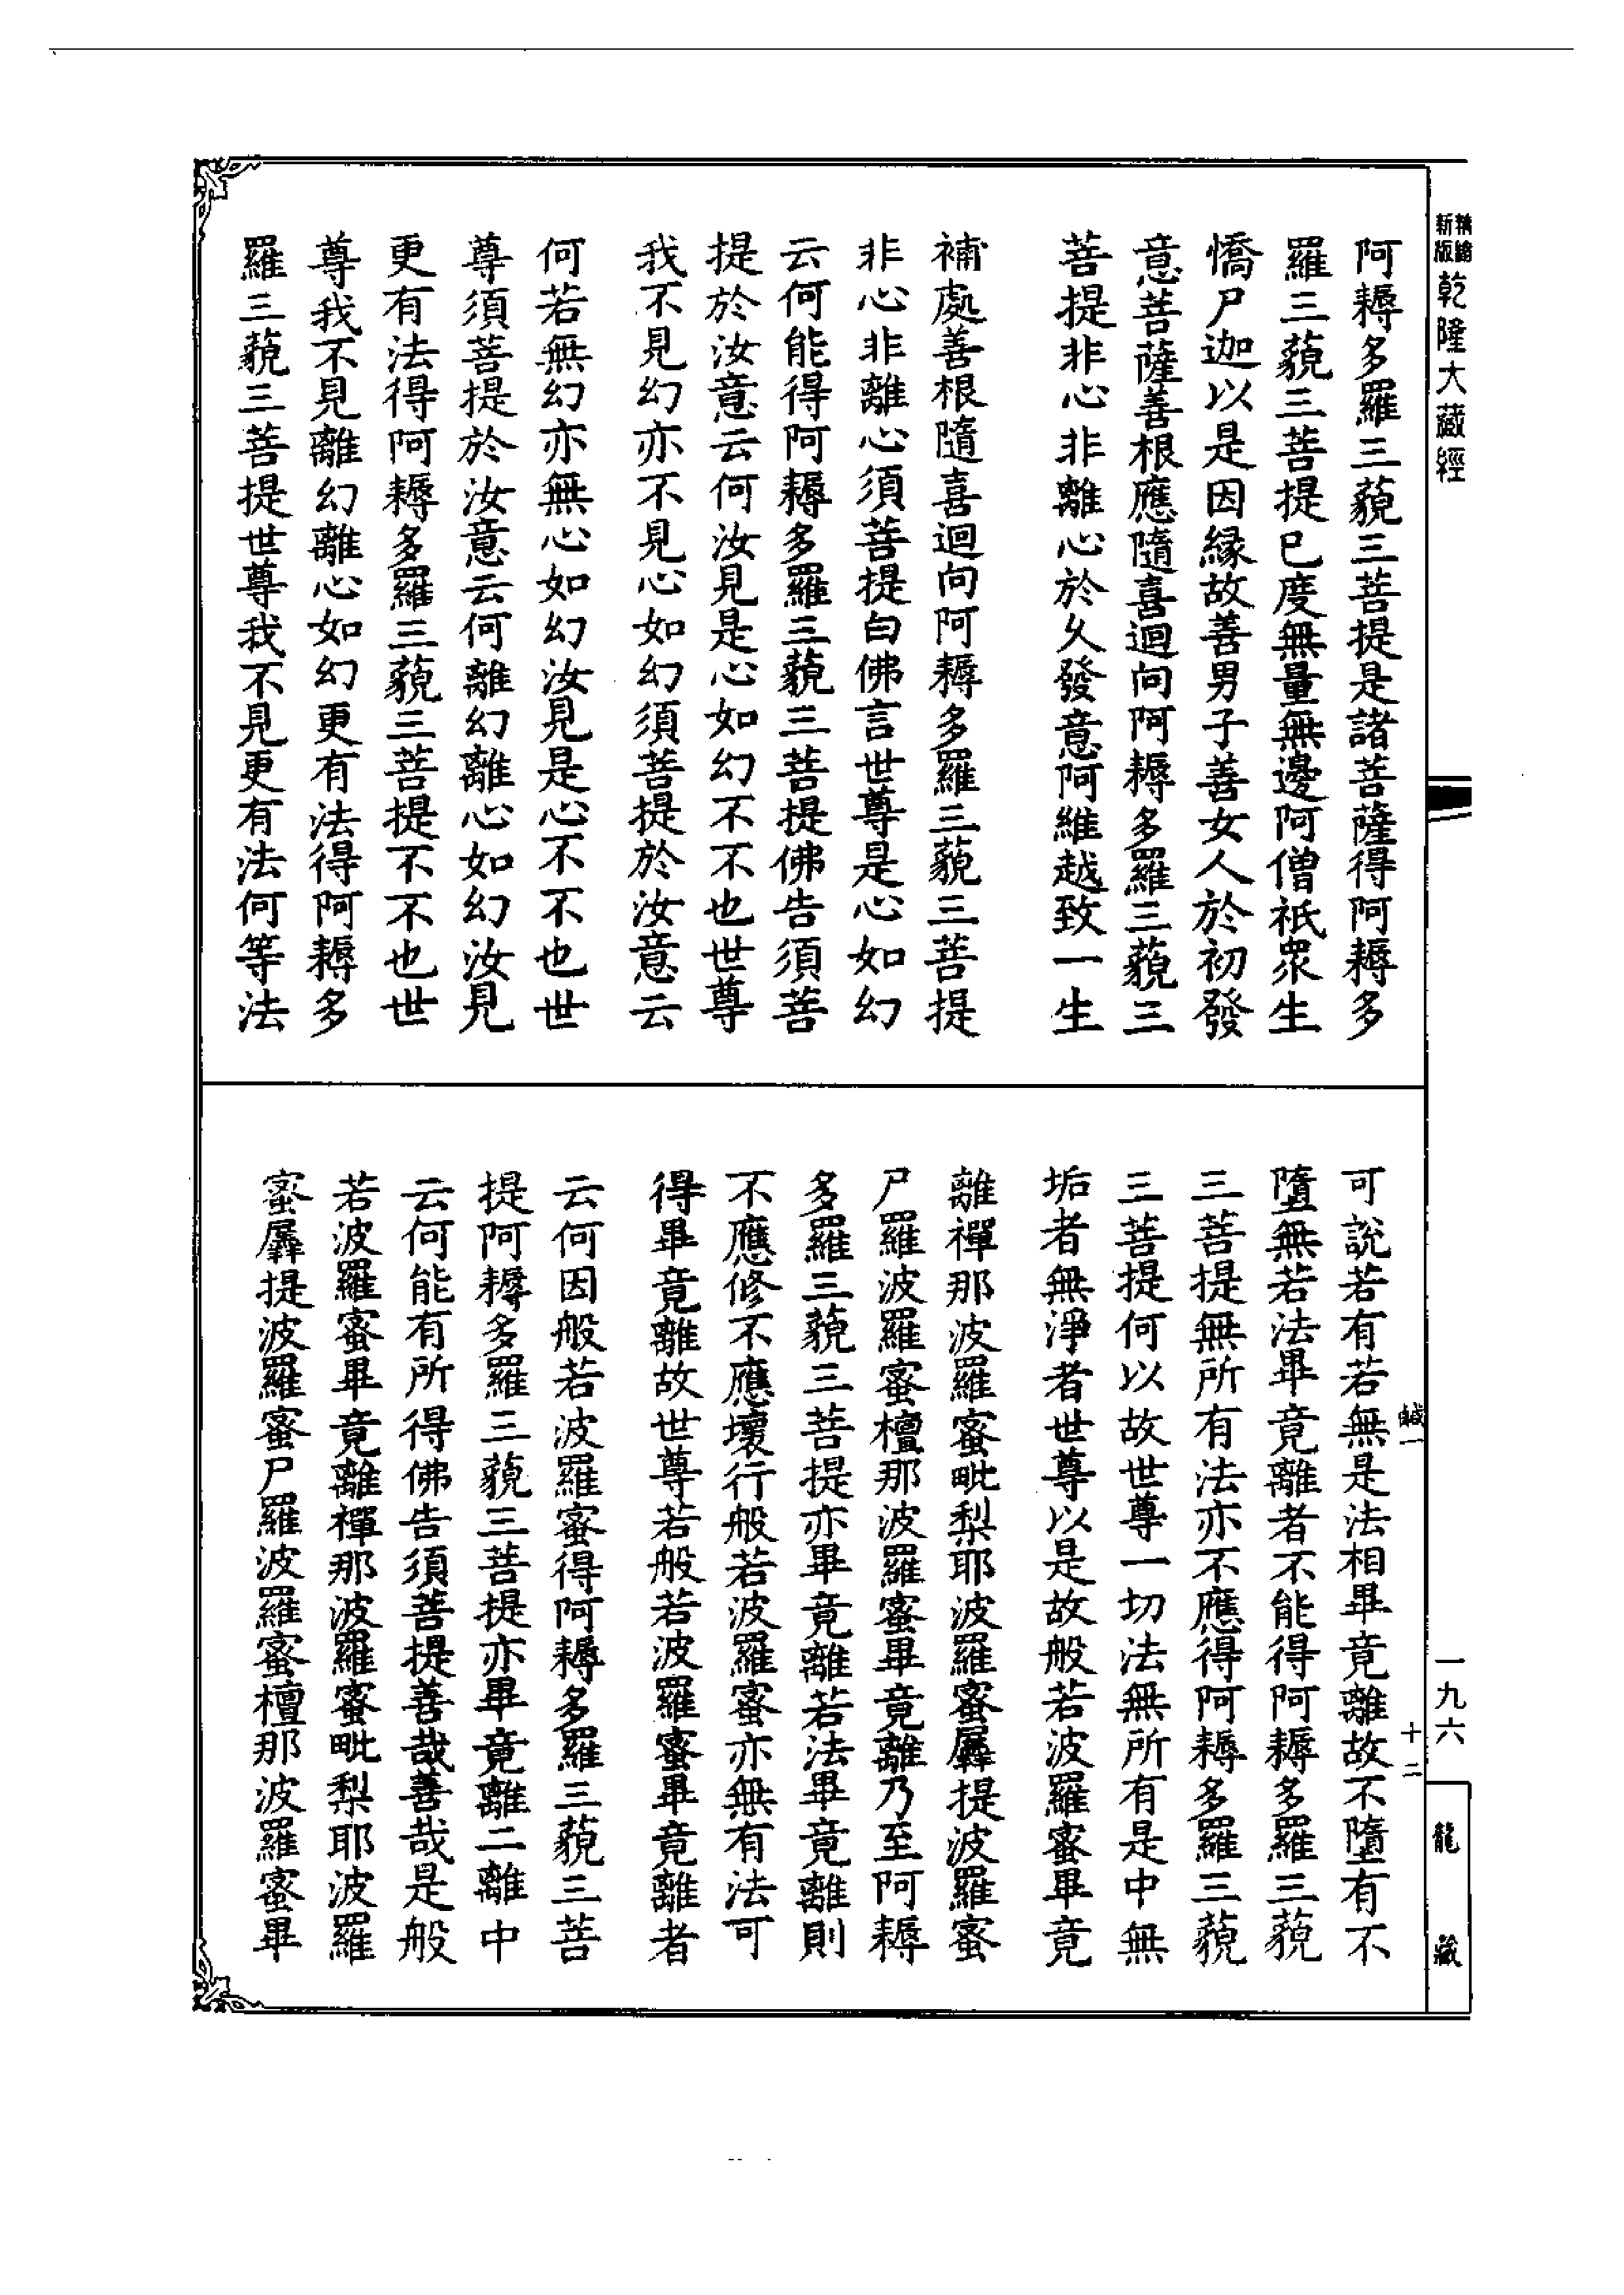 精繪
新版
乾隆大藏經
阿耨多羅三藐三菩提是諸菩薩得阿耨多
羅三藐三菩提已度無量無邊阿僧祇眾生
憍尸迦以是因緣故善男子善女人於初發
意菩薩善根應隨喜迴向阿耨多羅三藐三
菩提非心非離心於久發意阿維越致一生
補處善根隨喜迴向阿耨多羅三藐三菩提
非心非離心須菩提白佛言世尊是心如幻
云何能得阿耨多羅三藐三菩提佛告須菩
提於汝意云何汝見是心如幻不不也世尊
我不見幻亦不見心如幻須菩提於汝意云
何若無幻亦無心如幻汝見是心不不也世
尊須菩提於汝意云何離幻離心如幻汝見
更有法得阿耨多羅三藐三菩提不不也世
尊我不見離幻離心如幻更有法得阿耨多
羅三藐三菩提世尊我不見更有法何等法
鹹一
一九六
十二
龍藏
可說若有若無是法相畢竟離故不墮有不
墮無若法畢竟離者不能得阿耨多羅三藐
三菩提無所有法亦不應得阿耨多羅三藐
三菩提何以故世尊一切法無所有是中無
垢者無淨者世尊以是故般若波羅蜜畢竟
離禪那波羅蜜毗梨耶波羅蜜羼提波羅蜜
尸羅波羅蜜檀那波羅蜜畢竟離乃至阿耨
多羅三藐三菩提亦畢竟離若法畢竟離則
不應修不應壞行般若波羅蜜亦無有法可
得畢竟離故世尊若般若波羅蜜畢竟離者
云何因般若波羅蜜得阿耨多羅三藐三菩
提阿耨多羅三藐三菩提亦畢竟離二離中
云何能有所得佛告須菩提善哉善哉是般
若波羅蜜畢竟離禪那波羅蜜毗梨耶波羅
蜜羼提波羅蜜尸羅波羅蜜檀那波羅蜜畢